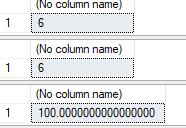 (No column name)
1 6
(No column name)
1 6
(No column name)
1 100.0000000000000000